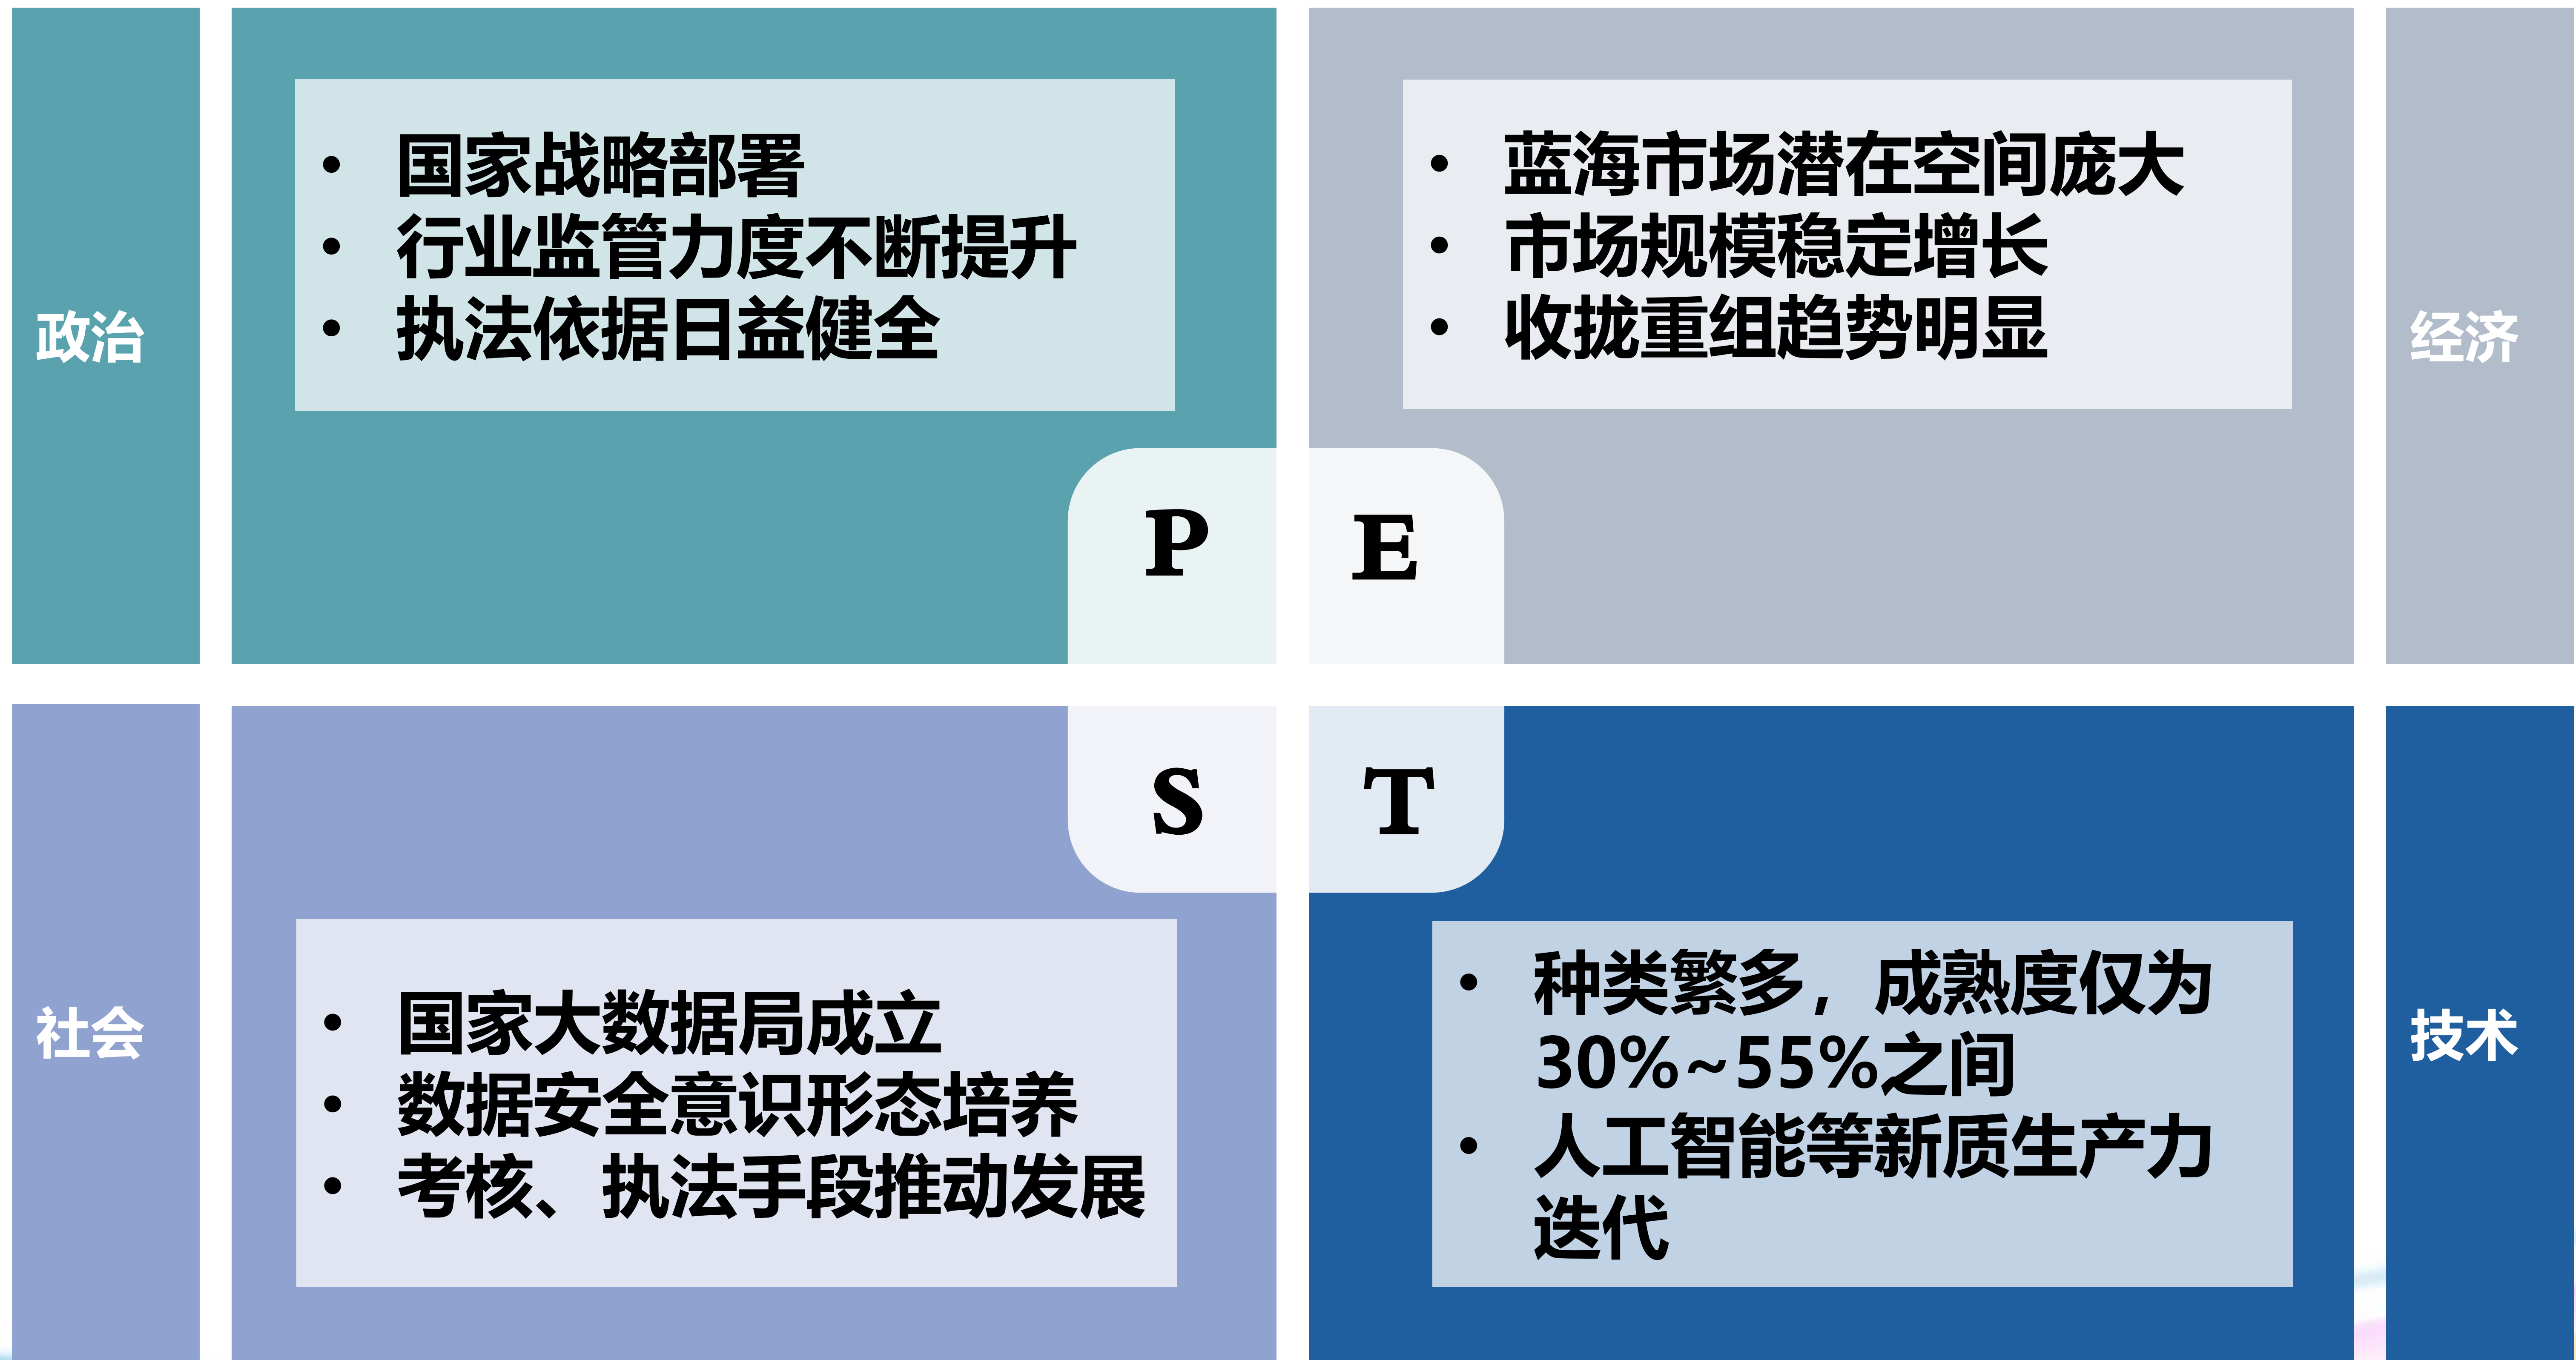 政治
• 国家战略部署
• 行业监管力度不断提升
• 执法依据日益健全
P
• 蓝海市场潜在空间庞大
• 市场规模稳定增长
• 收拢重组趋势明显
E
经济
社会
S
• 国家大数据局成立
• 数据安全意识形态培养
• 考核、执法手段推动发展
T
• 种类繁多，成熟度仅为
30%~55%之间
• 人工智能等新质生产力
迭代
技术